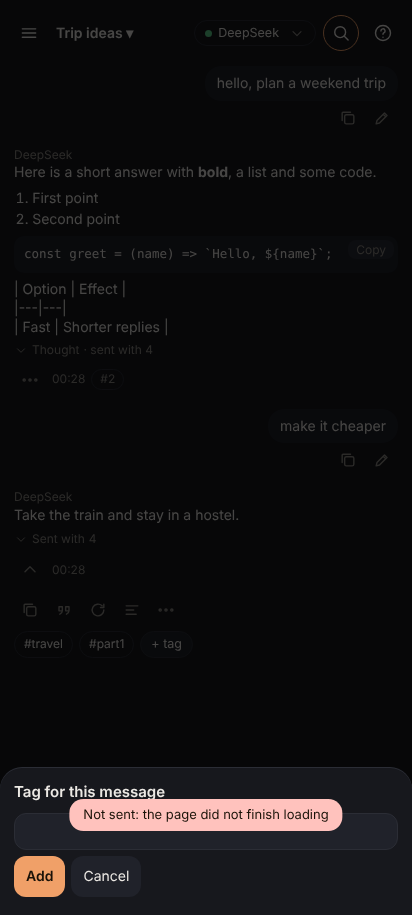 Trip ideas ▾
DeepSeek
hello, plan a weekend trip
DeepSeek
Here is a short answer with bold, a list and some code.
1. First point
2. Second point
const greet = (name) => `Hello, ${name}`;
Copy
| Option | Effect |
|---|---|
| Fast | Shorter replies |
Thought · sent with 4
00:28 #2
make it cheaper
DeepSeek
Take the train and stay in a hostel.
Sent with 4
00:28
#travel #part1 + tag
Tag for this message
Not sent: the page did not finish loading
Add Cancel